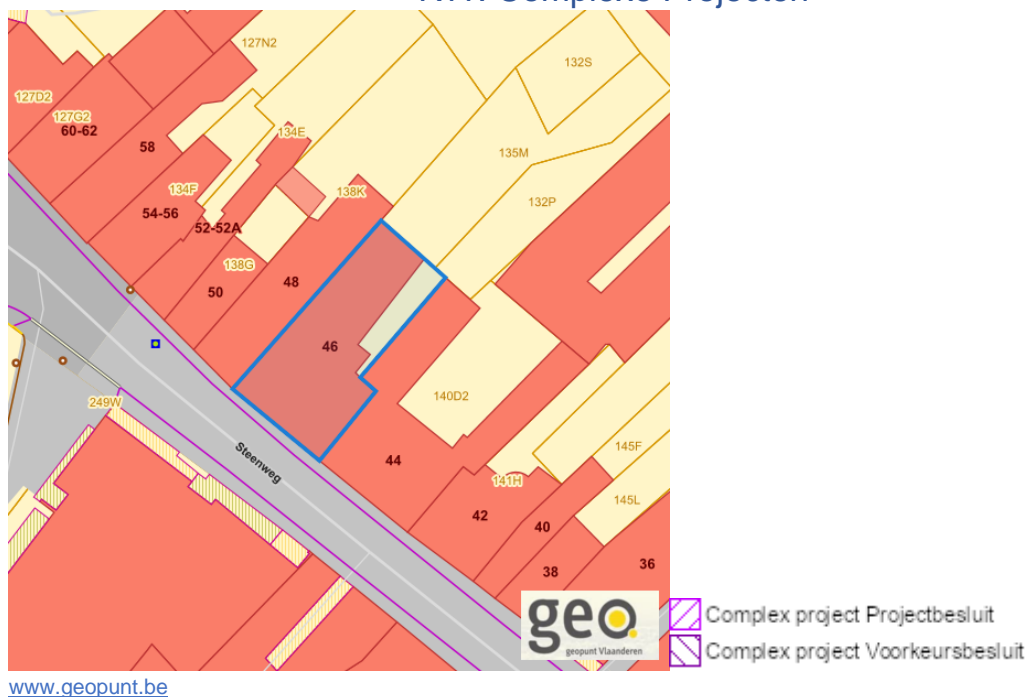 Complexe Projecten
127N2
132S
127D2
127G2
60-62
134E
58
135M
134F
138K
132P
54-56
52-52A
138G
48
50
46
140D2
249W
Steenweg
145F
44
141H
145L
42
40
38
36
geo
geopunt Vlaanderen
Complex project Projectbesluit
Complex project Voorkeursbesluit
www.geopunt.be